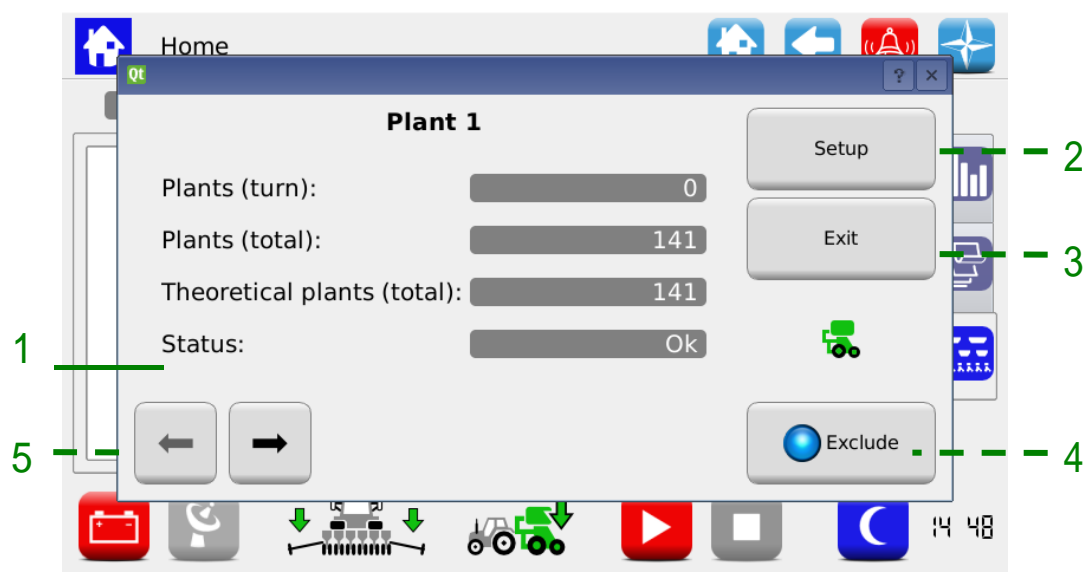 Home
Qt
? ×
Plant 1
Setup
2
Plants (turn): 0
Plants (total): 141
Exit
3
Theoretical plants (total): 141
Status: Ok
1
Exclude
5
4
14 48